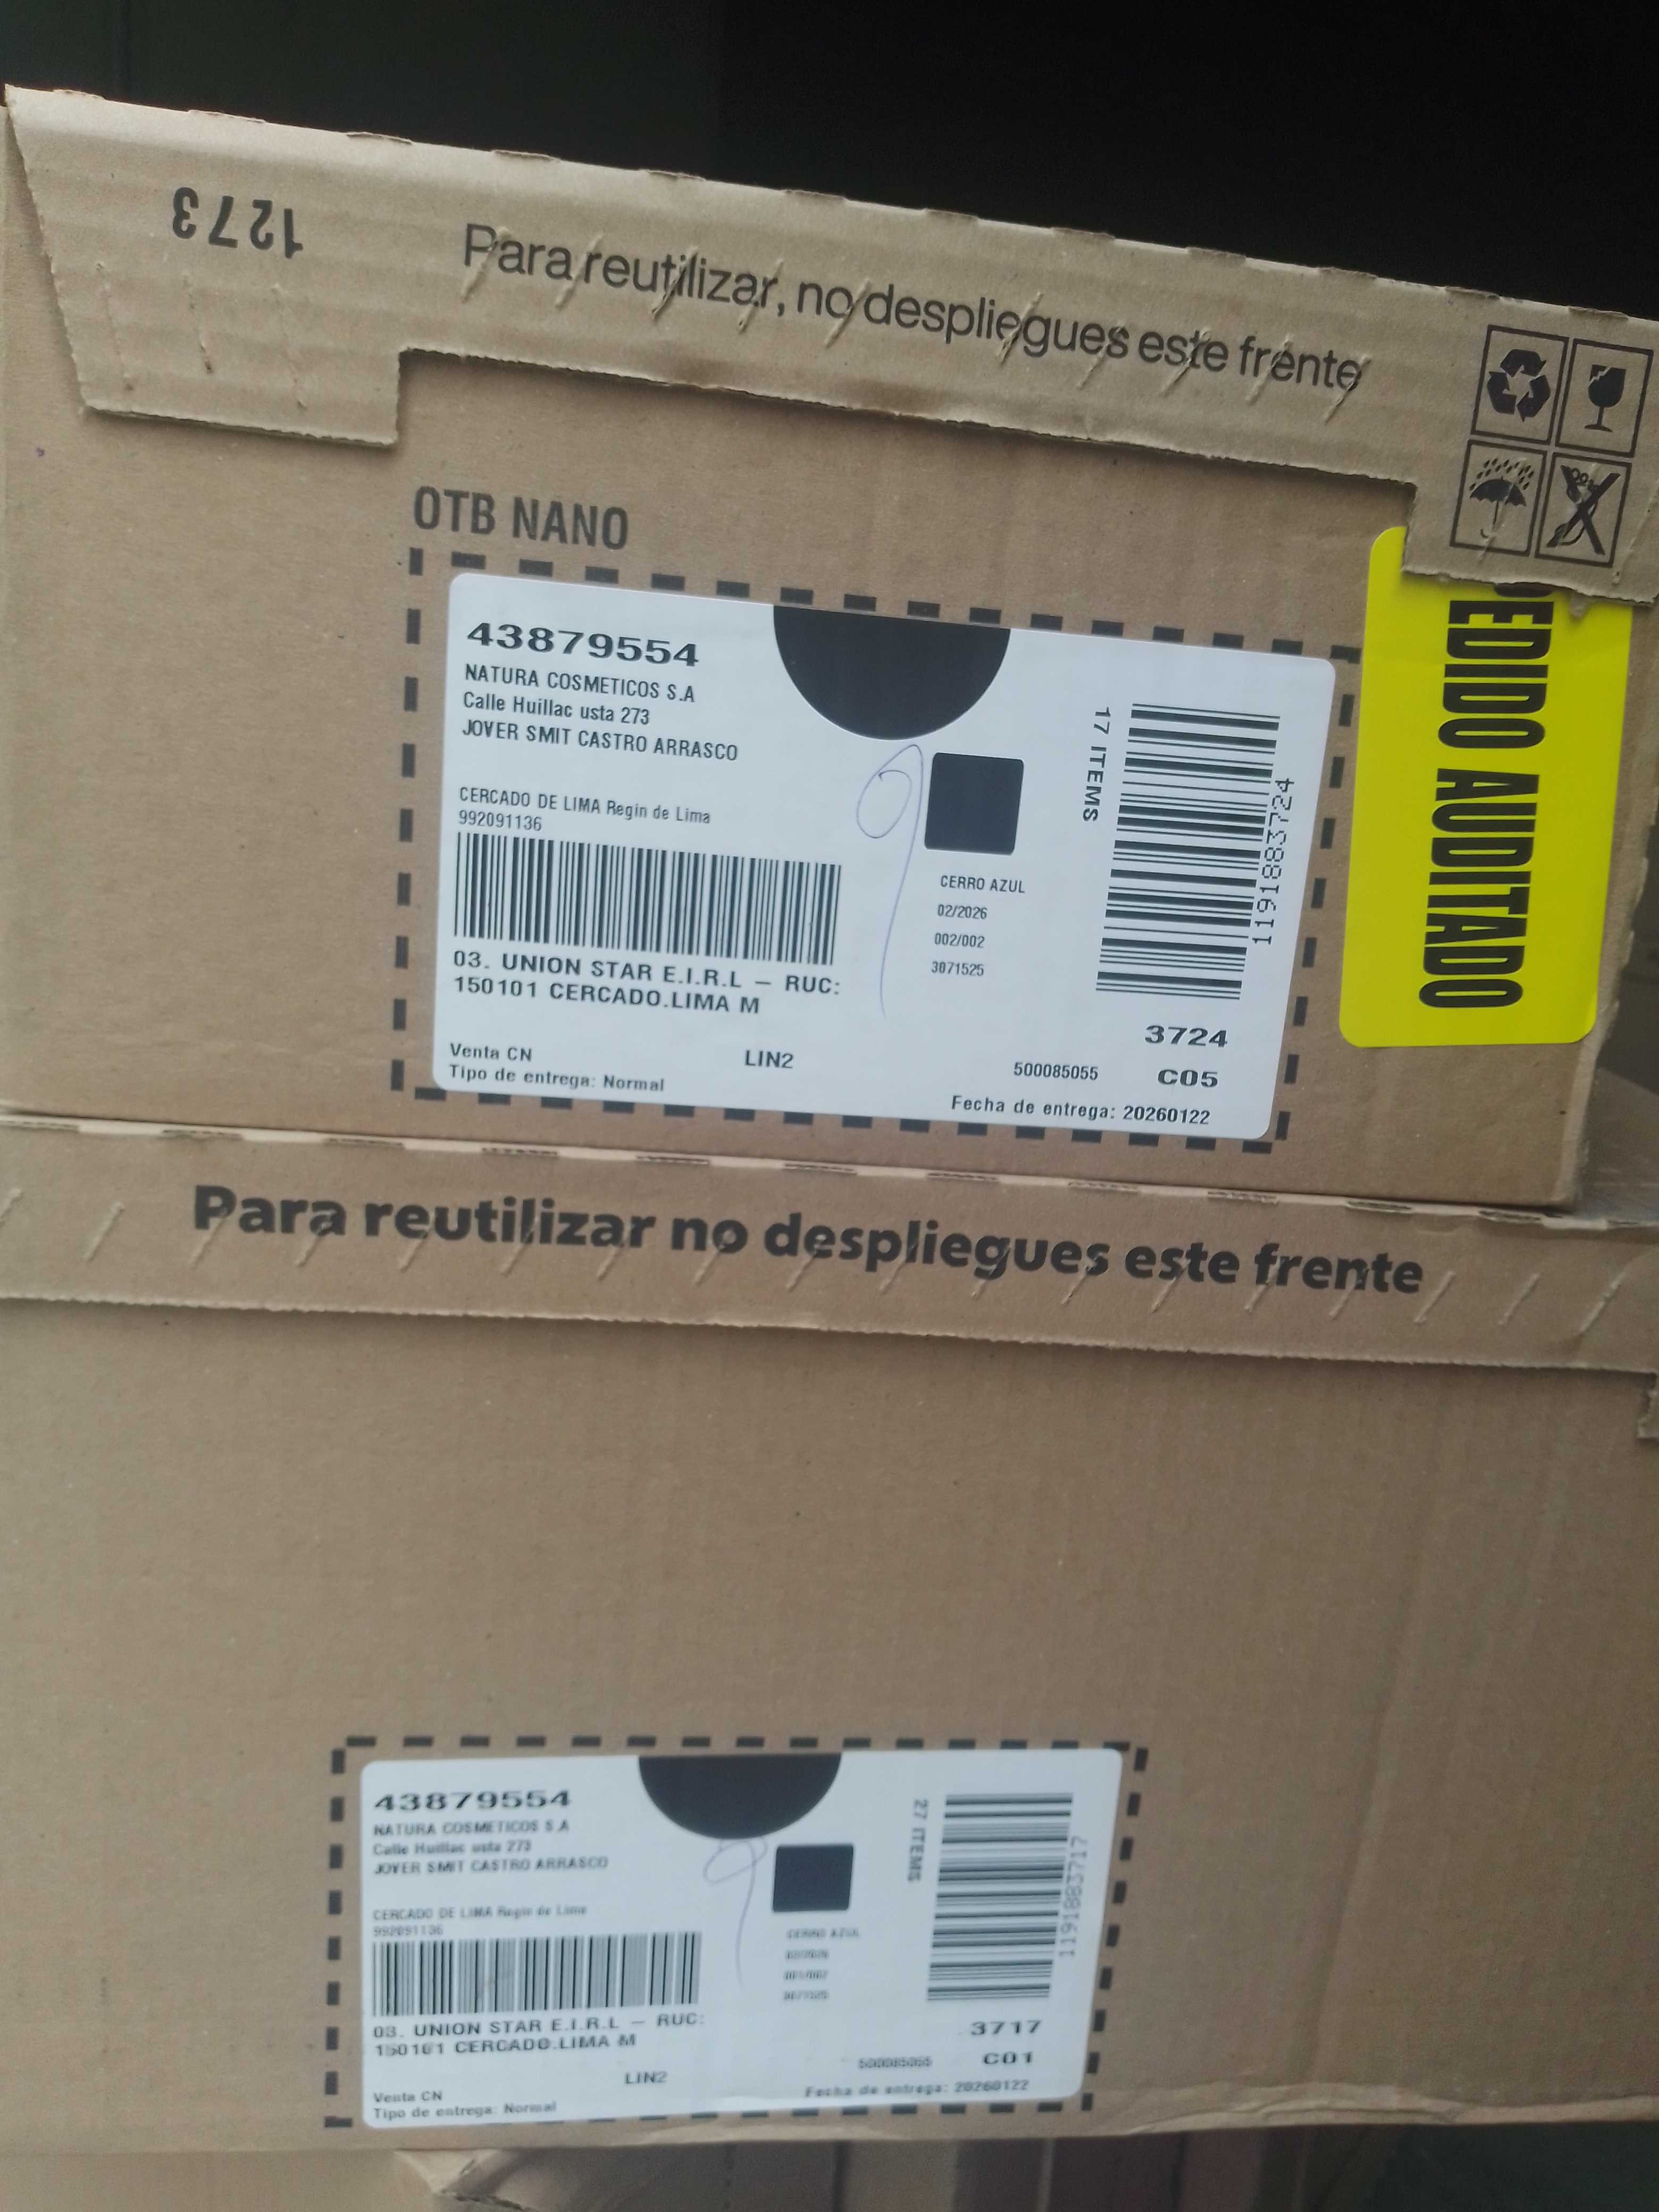 1273
Para reutilizar, no despliegues este frente
OTB NANO
43879554
NATURA COSMETICOS S.A
Calle Huillac usta 273
JOVER SMIT CASTRO ARRASCO
CERCADO DE LIMA Regin de Lima
992091136
03. UNION STAR E.I.R.L – RUC:
150101 CERCADO.LIMA M
Venta CN
LIN2
Tipo de entrega: Normal
9
CERRO AZUL
02/2026
002/002
3071525
17 ITEMS
1191883724
3724
500085055
C05
Fecha de entrega: 20260122
PEDIDO AUDITADO
Para reutilizar no despliegues este frente
43879554
NATURA COSMETICOS S.A
Calle Huillac usta 273
JOVER SMIT CASTRO ARRASCO
CERCADO DE LIMA Regin de Lima
992091136
03. UNION STAR E.I.R.L – RUC:
150101 CERCADO.LIMA M
Venta CN
LIN2
Tipo de entrega: Normal
9
CERRO AZUL
27 ITEMS
1191883717
3717
500085055
C01
Fecha de entrega: 20260122